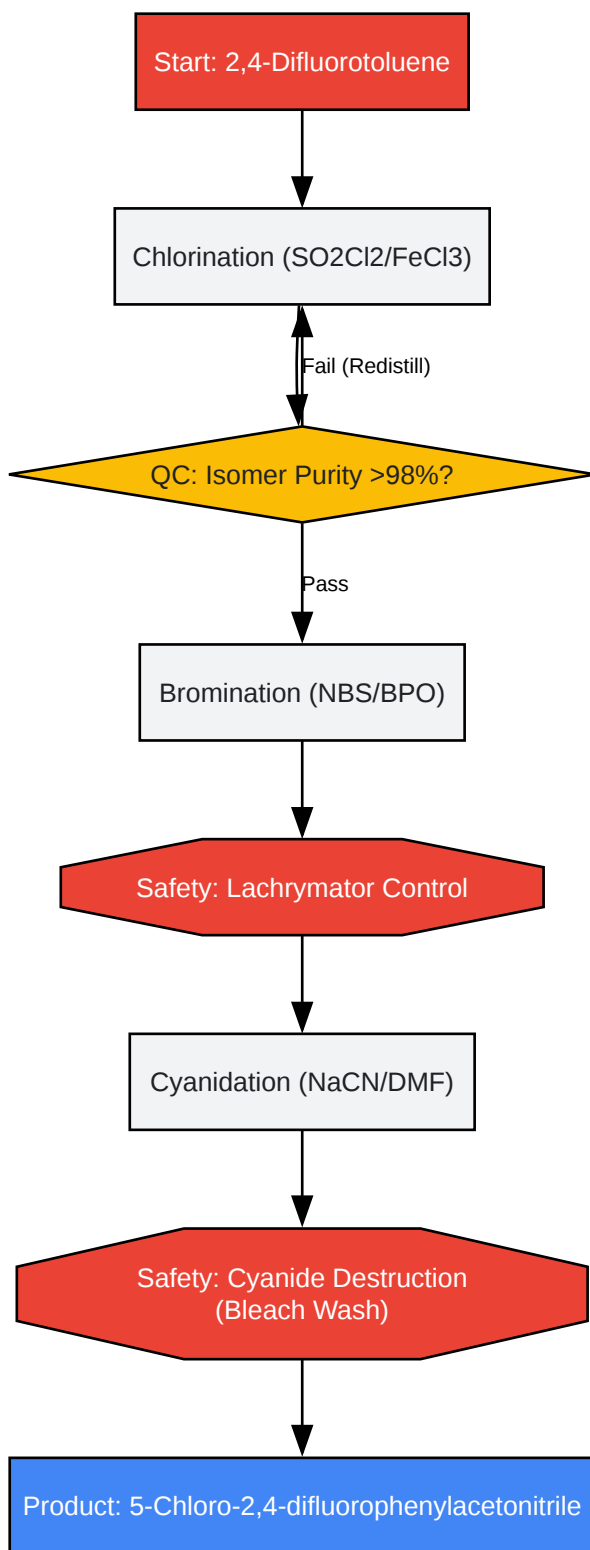 Start: 2,4-Difluorotoluene
Chlorination (SO2Cl2/FeCl3)
Fail (Redistill)
QC: Isomer Purity >98%?
Pass
Bromination (NBS/BPO)
Safety: Lachrymator Control
Cyanidation (NaCN/DMF)
Safety: Cyanide Destruction
(Bleach Wash)
Product: 5-Chloro-2,4-difluorophenylacetonitrile